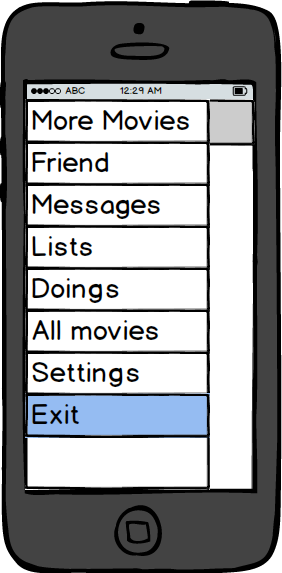 ABC 12:29 AM
More Movies
Friend
Messages
Lists
Doings
All movies
Settings
Exit